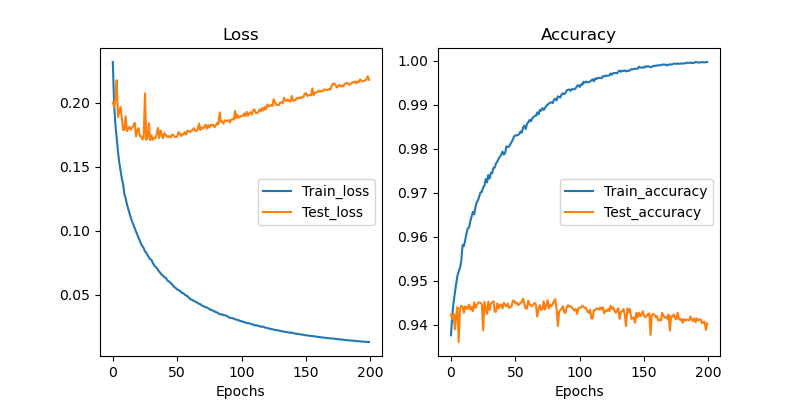 Loss
0.20
0.15
0.10
0.05
Train_loss
Test_loss
0 50 100 150 200
Epochs
Accuracy
1.00
0.99
0.98
0.97
0.96
0.95
0.94
Train_accuracy
Test_accuracy
0 50 100 150 200
Epochs